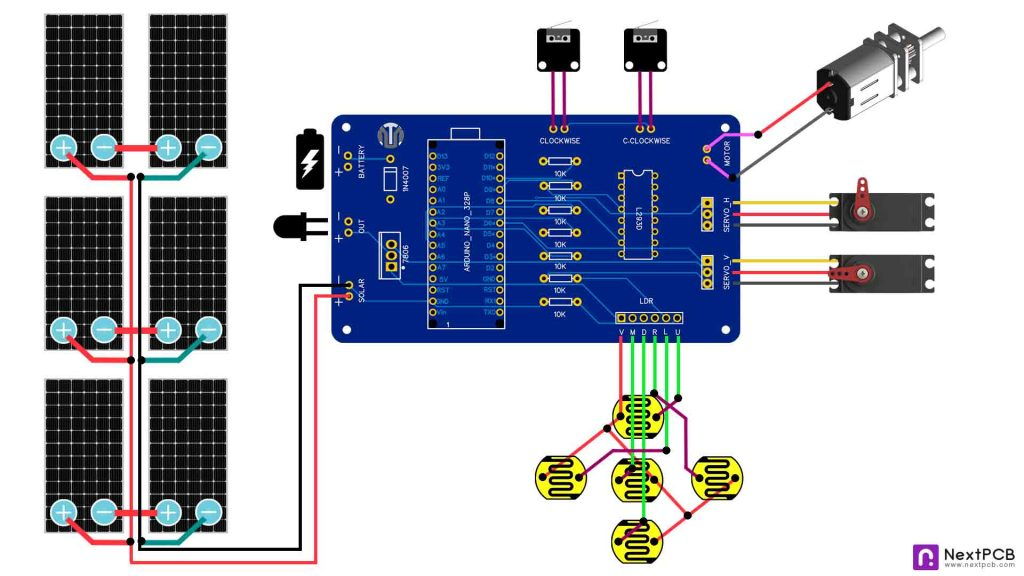 CLOCKWISE
C-CLOCKWISE
BATTERY
- +
1N4007
OUT
- +
7806
SOLAR
- +
ARDUINO_NANO_328P
D13
3V3
REF
A0
A1
A2
A3
A4
A5
A6
A7
5V
RST
GND
Vin
D12
D11~
D10~
D9~
D8
D7
D6~
D5~
D4
D3~
D2
GND
RST
RX0
TX0
1
10K
10K
10K
10K
10K
10K
10K
L293D
MOTOR
SERVO_H
SERVO_V
LDR
V M D R L U
NextPCB
www.nextpcb.com